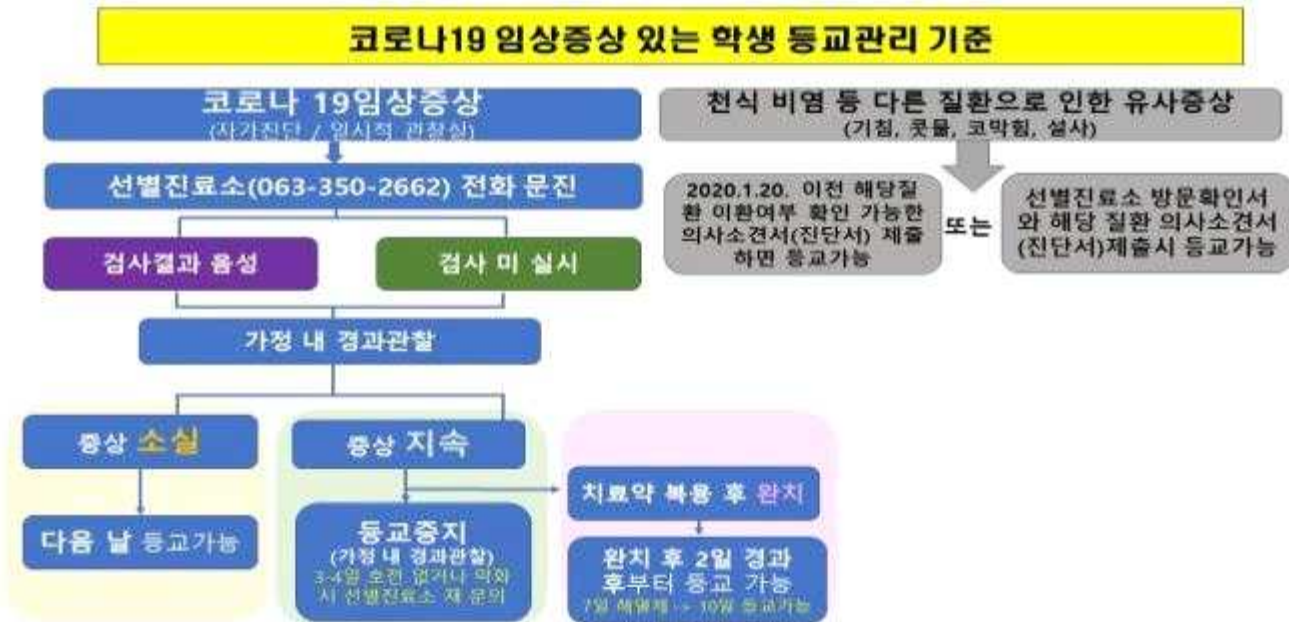 코로나19 임상증상 있는 학생 등교관리 기준
코로나 19임상증상
(자가진단 / 일시적 관찰실)
선별진료소(063-350-2662) 전화 문진
검사결과 음성
검사 미 실시
가정 내 경과관찰
증상 소실
다음 날 등교가능
증상 지속
등교중지
(가정 내 경과관찰)
3-4일 호전 없거나 악화
시 선별진료소 재 문의
치료약 복용 후 완치
완치 후 2일 경과
후부터 등교 가능
7일 해열제 -> 10일 등교가능
천식 비염 등 다른 질환으로 인한 유사증상
(기침, 콧물, 코막힘, 설사)
2020.1.20. 이전 해당질
환 이환여부 확인 가능한
의사소견서(진단서) 제출
하면 등교가능
또는
선별진료소 방문확인서
와 해당 질환 의사소견서
(진단서)제출시 등교가능